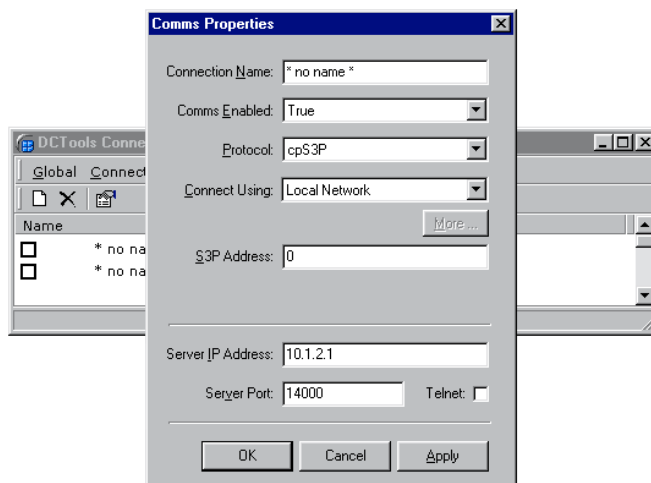 Comms Properties
Connection Name: * no name *
Comms Enabled: True
Protocol: cpS3P
Connect Using: Local Network
More ...
S3P Address: 0
Server IP Address: 10.1.2.1
Server Port: 14000 Telnet:
OK Cancel Apply
DCTools Conne
Global Connect
Name
* no na
* no na